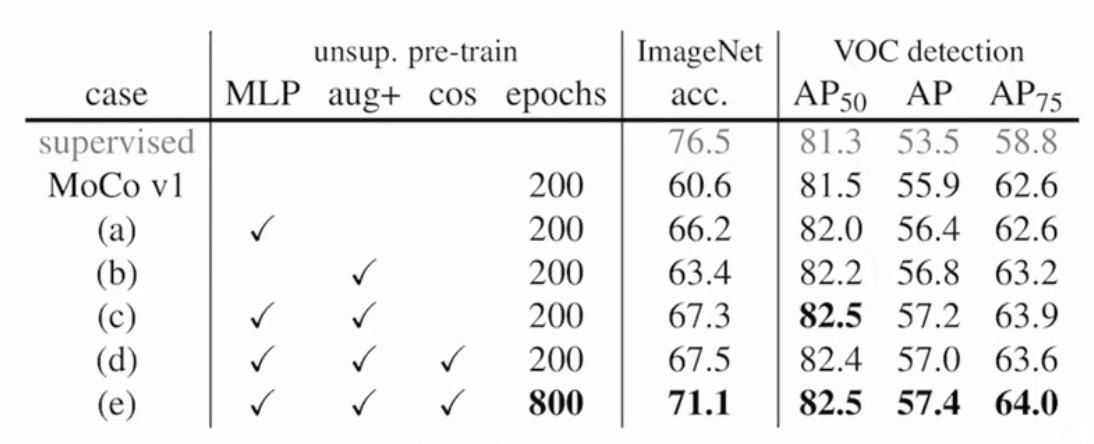 unsup. pre-train ImageNet VOC detection
case MLP aug+ cos epochs acc. AP50 AP AP75
supervised 76.5 81.3 53.5 58.8
MoCo v1 200 60.6 81.5 55.9 62.6
(a) ✓ 200 66.2 82.0 56.4 62.6
(b) ✓ 200 63.4 82.2 56.8 63.2
(c) ✓ ✓ 200 67.3 82.5 57.2 63.9
(d) ✓ ✓ ✓ 200 67.5 82.4 57.0 63.6
(e) ✓ ✓ ✓ 800 71.1 82.5 57.4 64.0